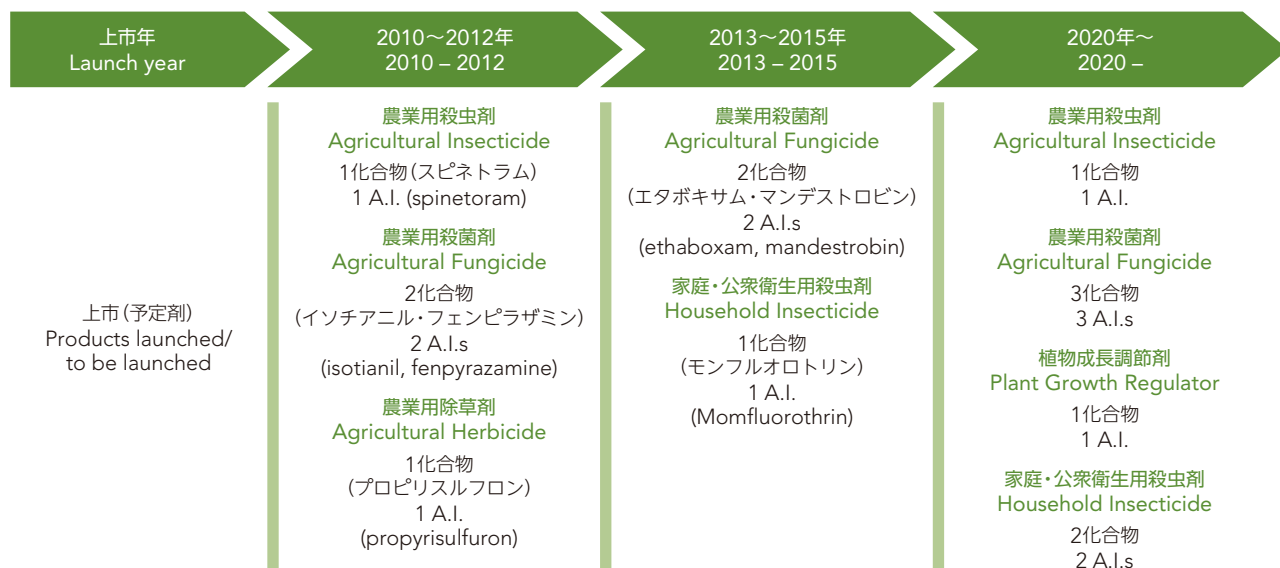 上市年
Launch year
2010～2012年
2010 – 2012
2013～2015年
2013 – 2015
2020年～
2020 –
上市（予定剤）
Products launched/
to be launched
農業用殺虫剤
Agricultural Insecticide
1化合物（スピネトラム）
1 A.I. (spinetoram)
農業用殺菌剤
Agricultural Fungicide
2化合物
（イソチアニル・フェンピラザミン）
2 A.I.s
(isotianil, fenpyrazamine)
農業用除草剤
Agricultural Herbicide
1化合物
（プロピリスルフロン）
1 A.I.
(propyrisulfuron)
農業用殺菌剤
Agricultural Fungicide
2化合物
（エタボキサム・マンデストロビン）
2 A.I.s
(ethaboxam, mandestrobin)
家庭・公衆衛生用殺虫剤
Household Insecticide
1化合物
（モンフルオロトリン）
1 A.I.
(Momfluorothrin)
農業用殺虫剤
Agricultural Insecticide
1化合物
1 A.I.
農業用殺菌剤
Agricultural Fungicide
3化合物
3 A.I.s
植物成長調節剤
Plant Growth Regulator
1化合物
1 A.I.
家庭・公衆衛生用殺虫剤
Household Insecticide
2化合物
2 A.I.s